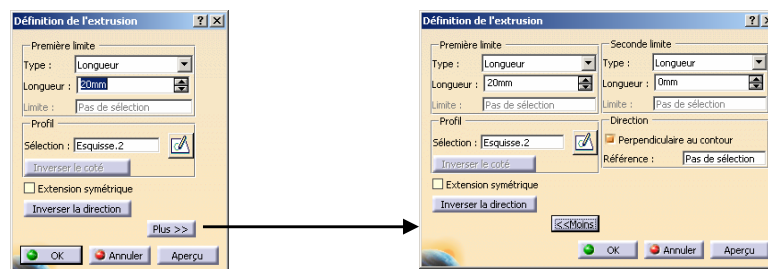 Définition de l'extrusion
Première limite
Type : Longueur
Longueur : 20mm
Limite : Pas de sélection
Profil
Sélection : Esquisse.2
Inverser le coté
Extension symétrique
Inverser la direction
Plus >>
OK Annuler Aperçu
Définition de l'extrusion
Première limite
Type : Longueur
Longueur : 20mm
Limite : Pas de sélection
Profil
Sélection : Esquisse.2
Inverser le coté
Extension symétrique
Inverser la direction
Seconde limite
Type : Longueur
Longueur : 0mm
Limite : Pas de sélection
Direction
Perpendiculaire au contour
Référence : Pas de sélection
<<Moins
OK Annuler Aperçu